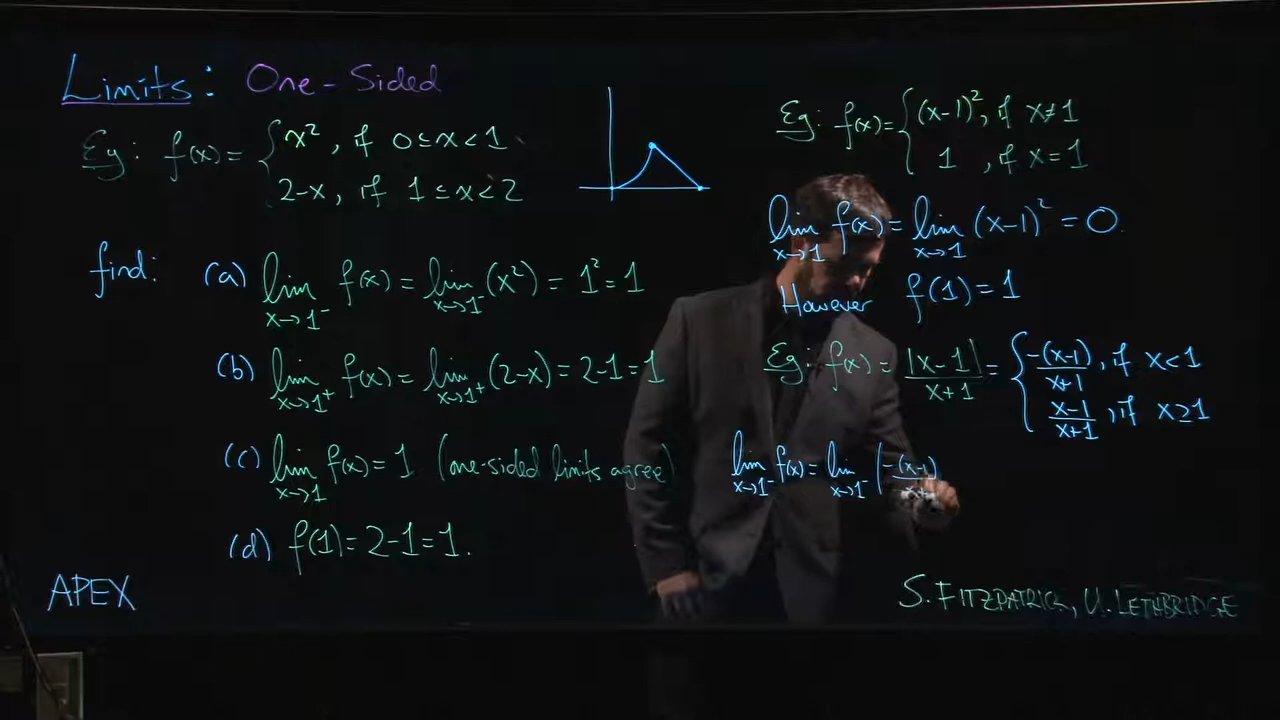 Limits: One-Sided
Eg: f(x)= { x², if 0≤x<1
2-x, if 1≤x<2
find: (a) lim x→1⁻ f(x) = lim x→1⁻ (x²) = 1² = 1
(b) lim x→1⁺ f(x) = lim x→1⁺ (2-x) = 2-1 = 1
(c) lim x→1 f(x) = 1 (one-sided limits agree)
(d) f(1) = 2-1 = 1.
APEX
Eg: f(x)= { (x-1)², if x≠1
1, if x=1
lim x→1 f(x) = lim x→1 (x-1)² = 0.
However f(1) = 1
Eg: f(x) = |x-1|/x+1 = { -(x-1)/x+1, if x<1
x-1/x+1, if x≥1
lim x→1⁻ f(x) = lim x→1⁻ (-(x-1)/
S. FITZPATRICK, U. LETHBRIDGE